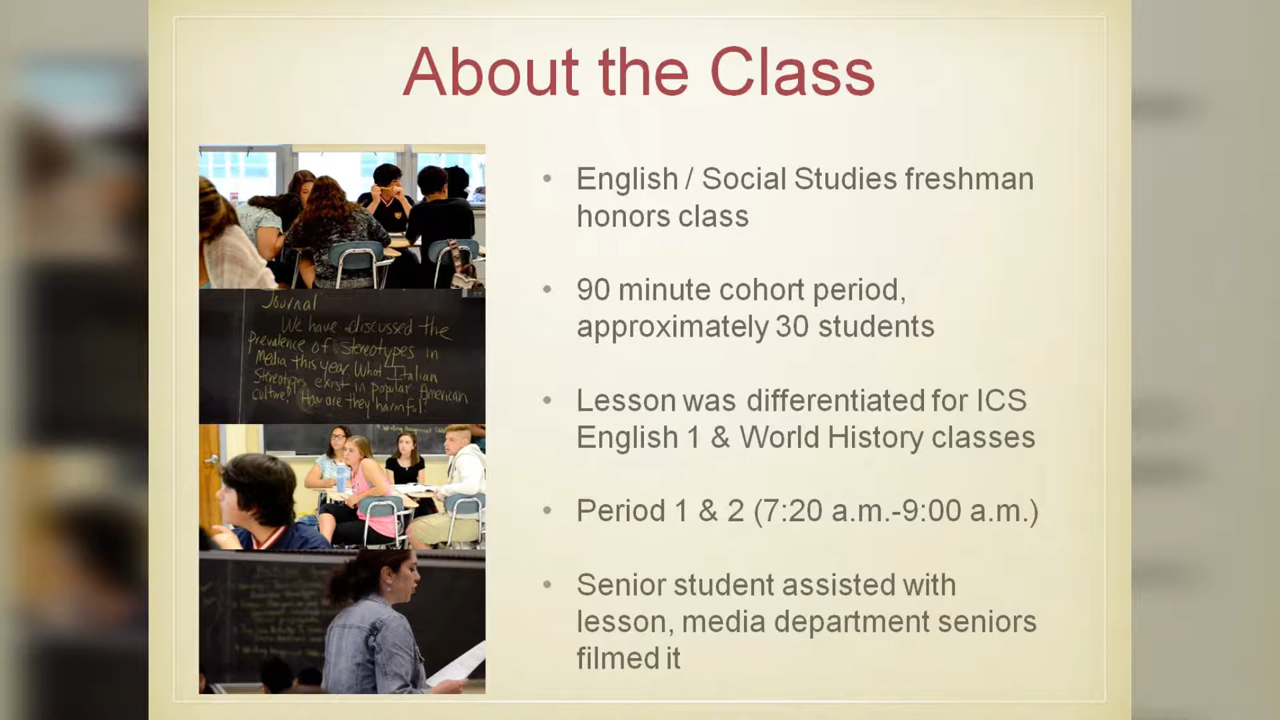 About the Class
• English / Social Studies freshman
honors class
• 90 minute cohort period,
approximately 30 students
• Lesson was differentiated for ICS
English 1 & World History classes
• Period 1 & 2 (7:20 a.m.-9:00 a.m.)
• Senior student assisted with
lesson, media department seniors
filmed it
Journal
We have discussed the
prevalence of stereotypes in
Media this year What Italian
Stereotypes exist in popular American
Culture? How are they harmful?